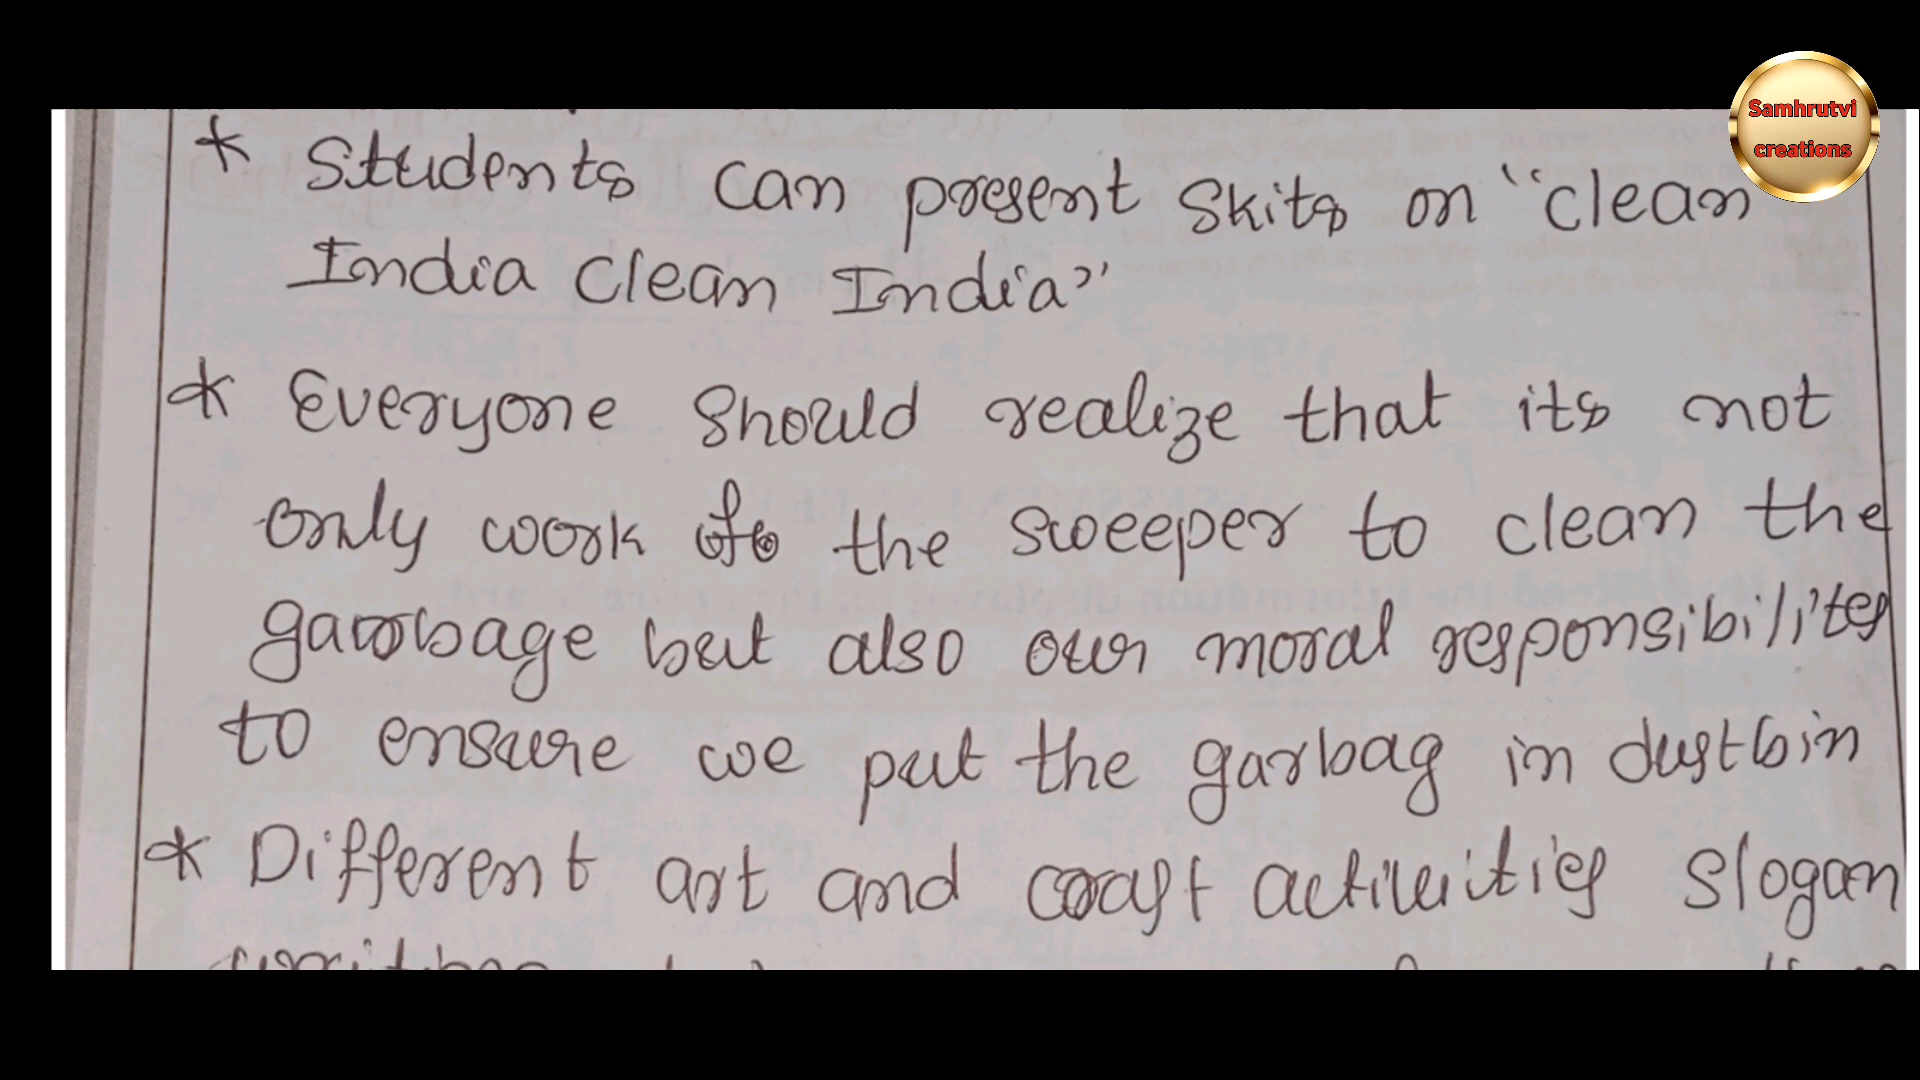 Samhrutvi
creations
* Students can present skits on "clean
India clean India"
* Everyone should realize that its not
only work of the sweeper to clean the
garbage but also our moral responsibilites
to ensure we put the garbag in dustbin
* Different art and craft activities slogan